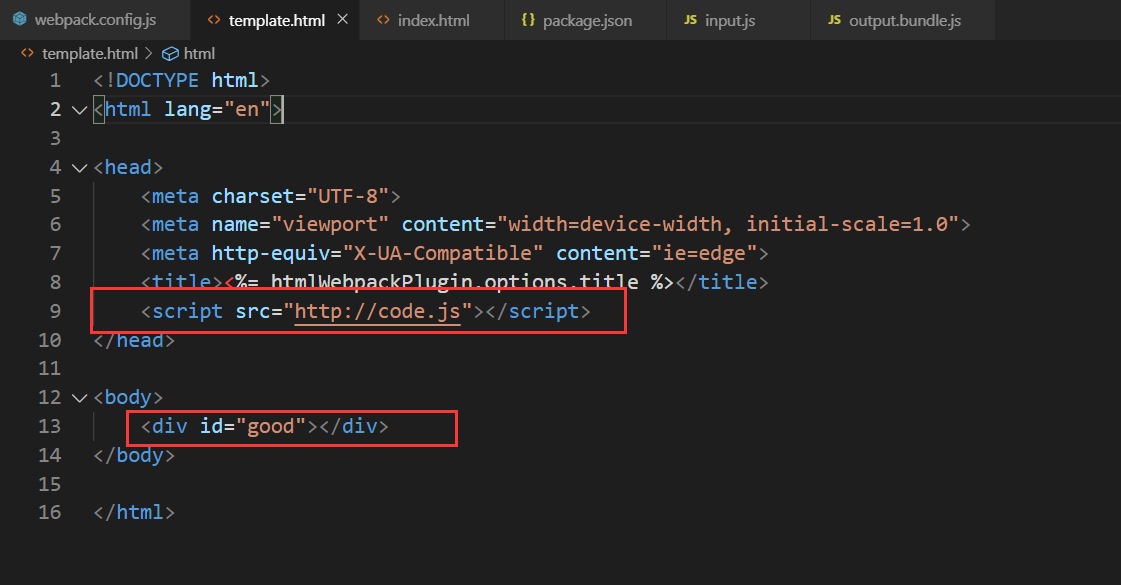 webpack.config.js
template.html
index.html
package.json
JS input.js
JS output.bundle.js
template.html > html
1 <!DOCTYPE html>
2 <html lang="en">
3
4 <head>
5 <meta charset="UTF-8">
6 <meta name="viewport" content="width=device-width, initial-scale=1.0">
7 <meta http-equiv="X-UA-Compatible" content="ie=edge">
8 <title><%= htmlWebpackPlugin.options.title %></title>
9 <script src="http://code.js"></script>
10 </head>
11
12 <body>
13 <div id="good"></div>
14 </body>
15
16 </html>